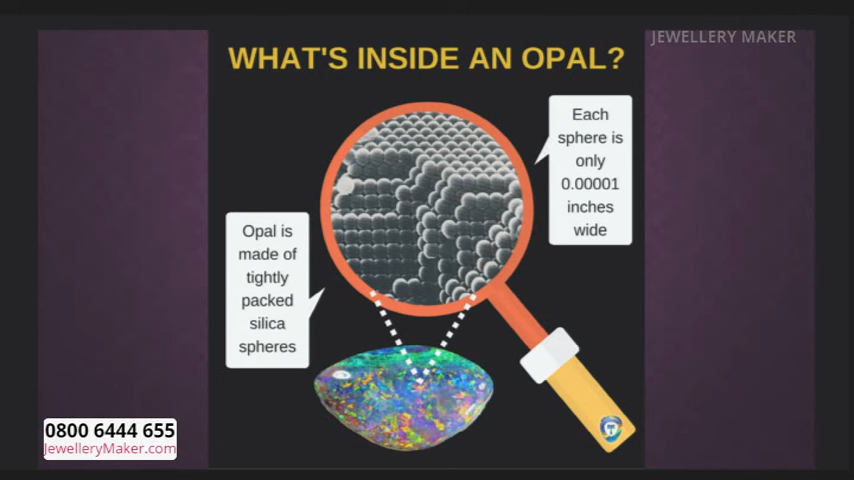 JEWELLERY MAKER
WHAT'S INSIDE AN OPAL?
Each
sphere is
only
0.00001
inches
wide
Opal is
made of
tightly
packed
silica
spheres
0800 6444 655
JewelleryMaker.com